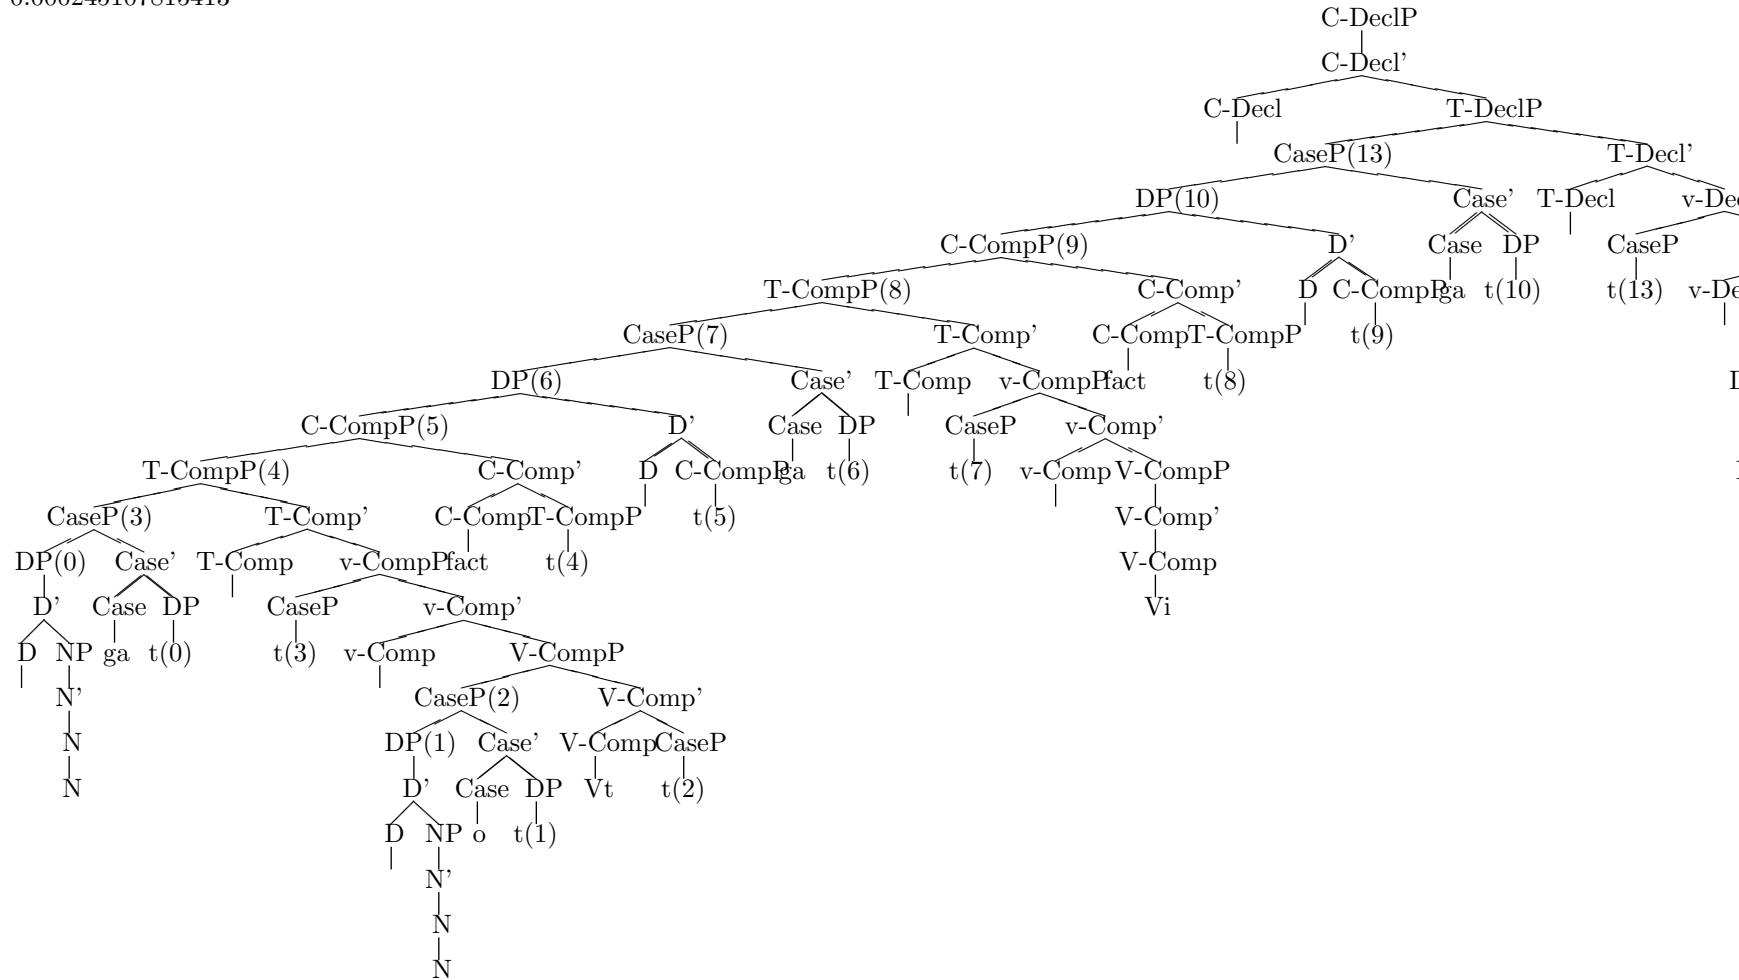 C-DeclP
C-Decl'
C-Decl T-DeclP
CaseP(13) T-Decl'
DP(10) Case' T-Decl
C-CompP(9) D' Case DP CaseP
T-CompP(8) C-Comp' D C-CompP ga t(10) t(13)
CaseP(7) T-Comp' C-Comp T-CompP t(9)
DP(6) Case' T-Comp v-CompP fact t(8)
C-CompP(5) D' Case DP CaseP v-Comp'
T-CompP(4) C-Comp' D C-CompP ga t(6) t(7) v-Comp V-CompP
CaseP(3) T-Comp' C-Comp T-CompP t(5) V-Comp'
DP(0) Case' T-Comp v-CompP fact t(4) V-Comp
D' Case DP CaseP v-Comp' Vi
D NP ga t(0) t(3) v-Comp V-CompP
N' CaseP(2) V-Comp'
N DP(1) Case' V-Comp CaseP
N D' Case DP Vt t(2)
D NP o t(1)
N'
N
N